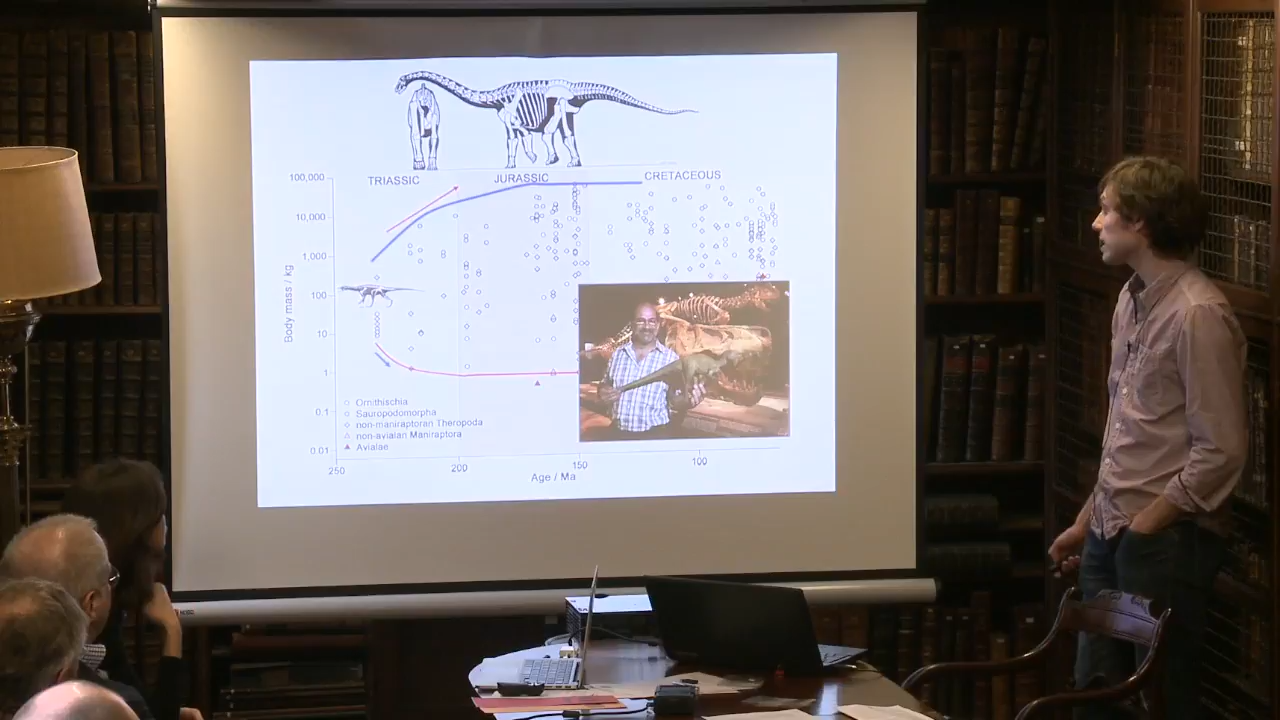 TRIASSIC JURASSIC CRETACEOUS
100,000
10,000
1,000
100
10
1
0.1
0.01
Body mass / kg
Ornithischia
Sauropodomorpha
non-maniraptoran Theropoda
non-avialan Maniraptora
Avialae
250 200 150 100
Age / Ma